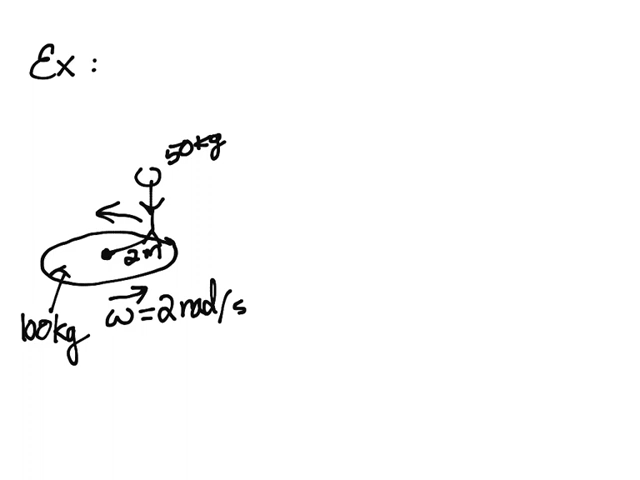 Ex :
50kg
2m
ω = 2 rad/s
100kg